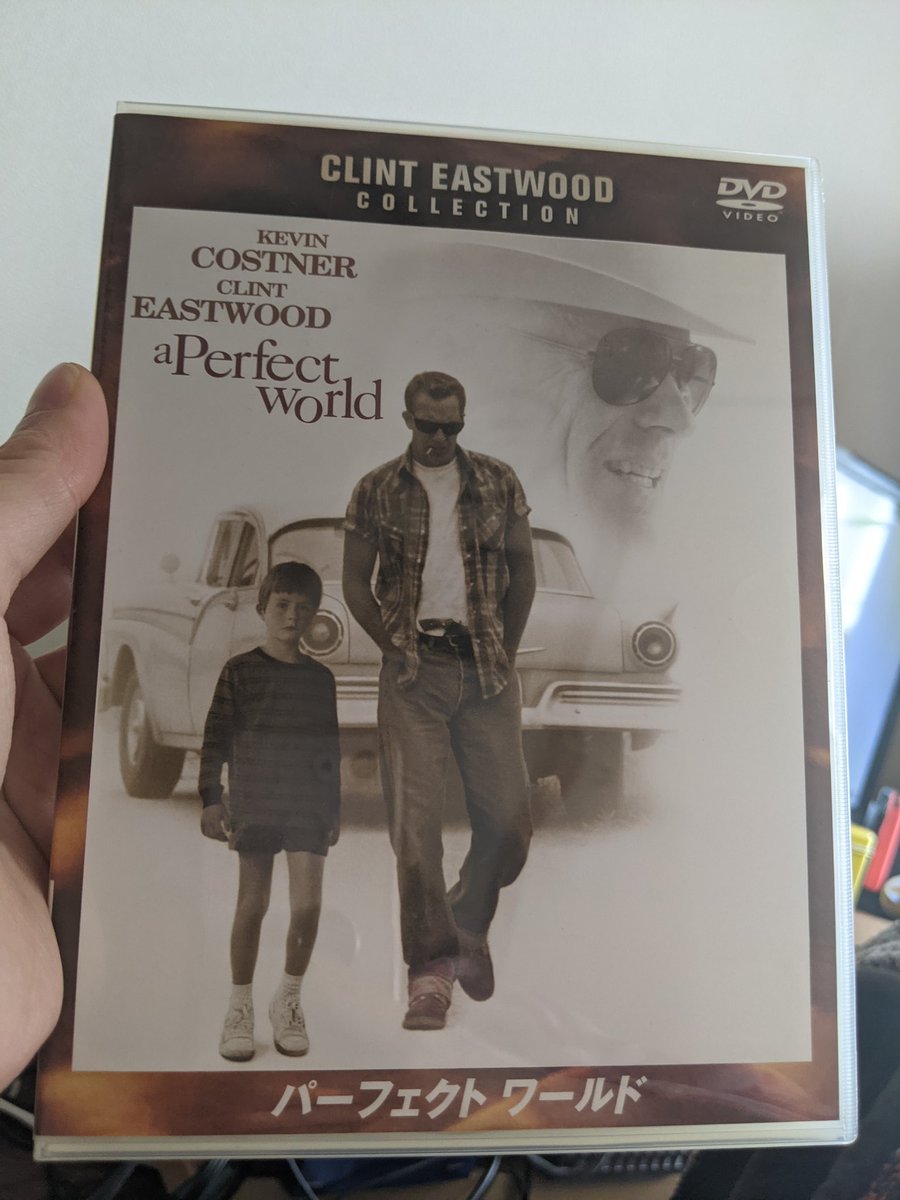 CLINT EASTWOOD
COLLECTION
DVD
VIDEO
KEVIN
COSTNER
CLINT
EASTWOOD
a Perfect
world
パーフェクト ワールド